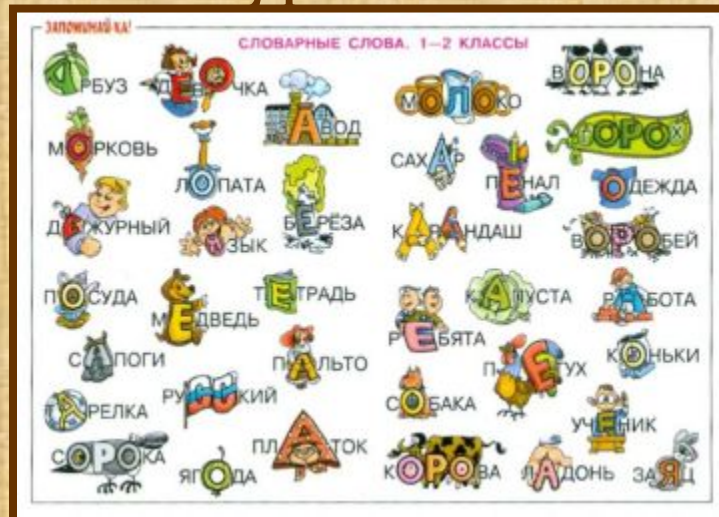 ЗАПОМИНАЙ-КА!
СЛОВАРНЫЕ СЛОВА. 1—2 КЛАССЫ
АРБУЗ
ДЕВОЧКА
ЗАВОД
МОЛОКО
ВОРОНА
МОРКОВЬ
ЛОПАТА
САХАР
ПЕНАЛ
ГОРОХ
ОДЕЖДА
ДЕЖУРНЫЙ
ЯЗЫК
БЕРЁЗА
КАРАНДАШ
ВОРОБЕЙ
ПОСУДА
МЕДВЕДЬ
ТЕТРАДЬ
РЕБЯТА
КАПУСТА
РАБОТА
САПОГИ
ПАЛЬТО
ПЕТУХ
КОНЬКИ
ТАРЕЛКА
РУССКИЙ
СОБАКА
УЧЕНИК
СОРОКА
ЯГОДА
ПЛАТОК
КОРОВА
ЛАДОНЬ
ЗАЯЦ